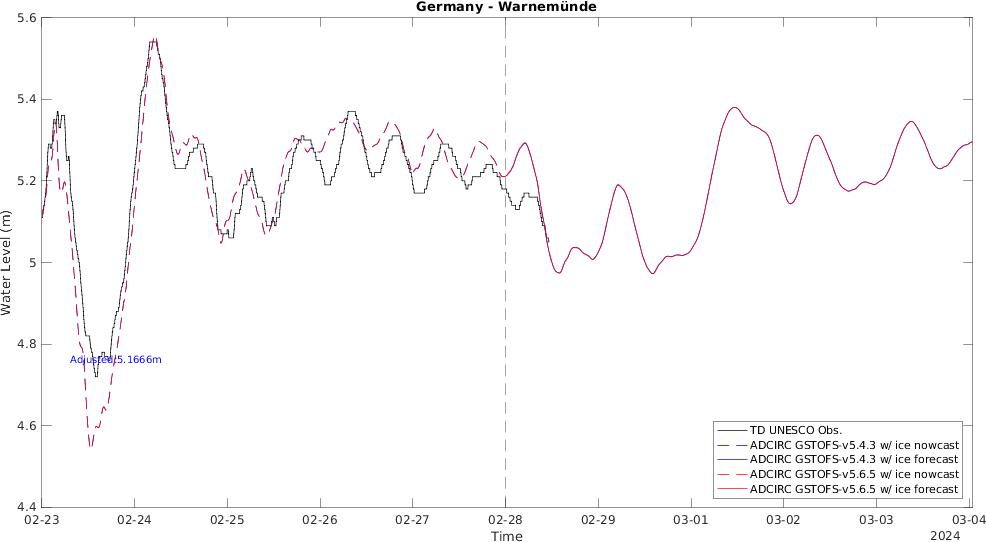 Germany - Warnemünde
5.6
5.4
5.2
5
4.8
4.6
4.4
Water Level (m)
Adjusted:5.1666m
TD UNESCO Obs.
ADCIRC GSTOFS-v5.4.3 w/ ice nowcast
ADCIRC GSTOFS-v5.4.3 w/ ice forecast
ADCIRC GSTOFS-v5.6.5 w/ ice nowcast
ADCIRC GSTOFS-v5.6.5 w/ ice forecast
02-23 02-24 02-25 02-26 02-27 02-28 02-29 03-01 03-02 03-03 03-04
Time
2024